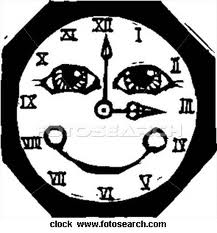 XII
XI I
X II
IX III
FOTOSEARCH
VIII IV
VII V
VI
clock www.fotosearch.com